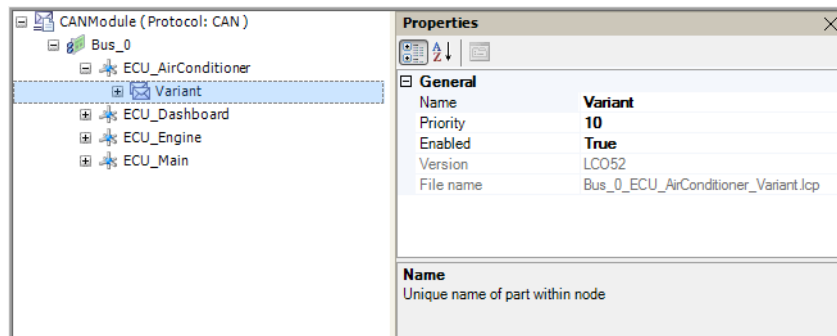 CANModule (Protocol: CAN )
Bus_0
ECU_AirConditioner
Variant
ECU_Dashboard
ECU_Engine
ECU_Main
Properties
General
Name Variant
Priority 10
Enabled True
Version LCO52
File name Bus_0_ECU_AirConditioner_Variant.lcp
Name
Unique name of part within node